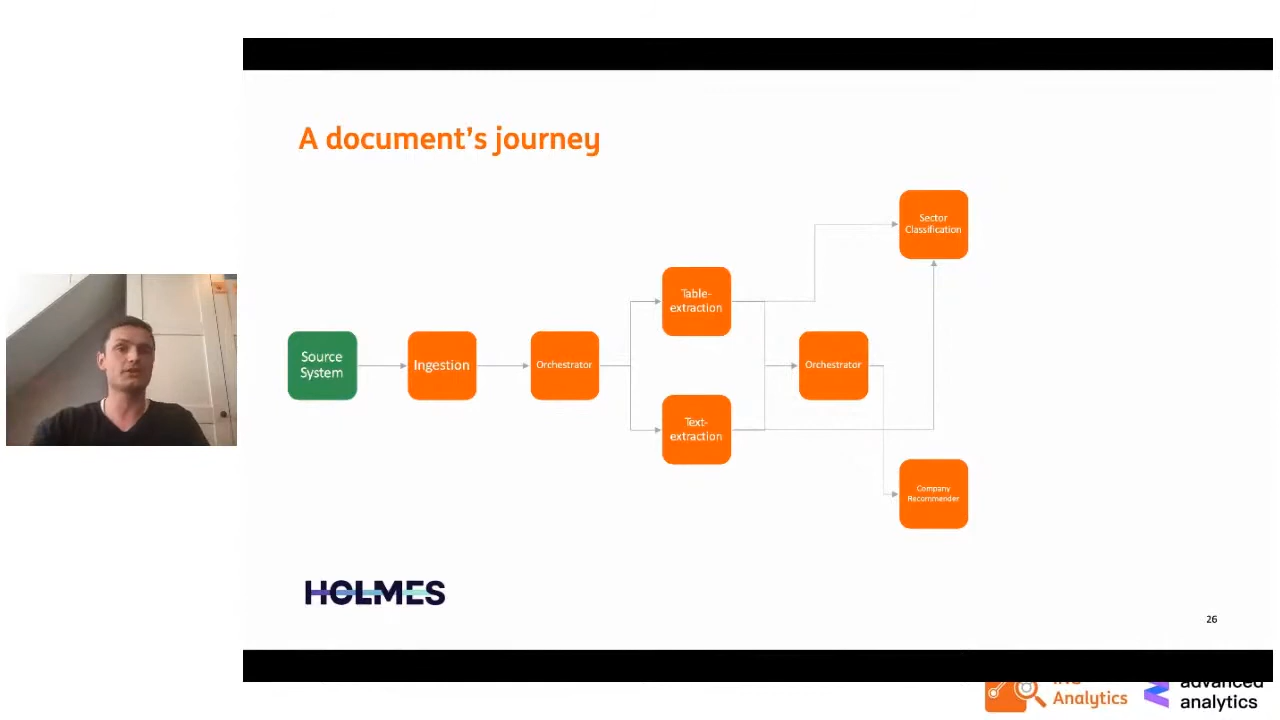 A document's journey
Sector
Classification
Table-
extraction
Source
System
Ingestion
Orchestrator
Orchestrator
Text-
extraction
Company
Recommender
HOLMES
26
ING
Analytics
advanced
analytics